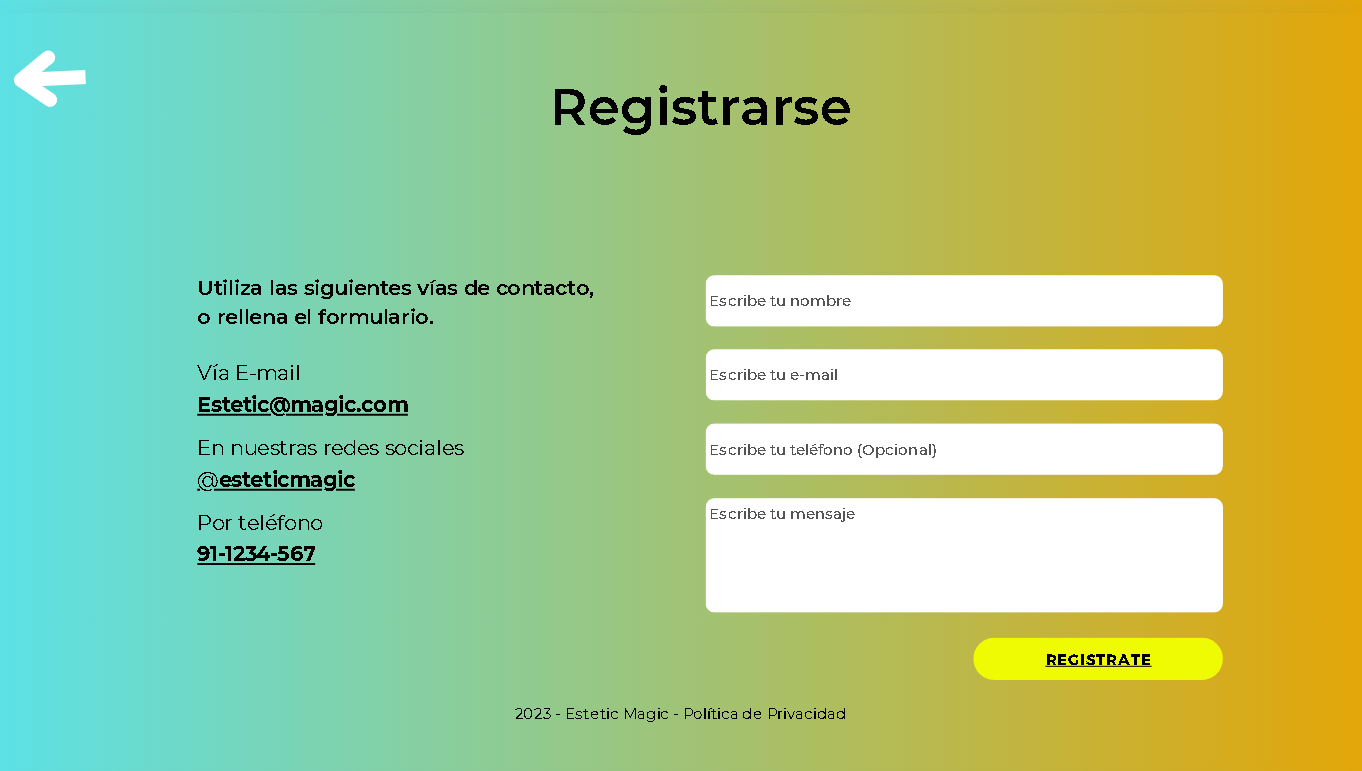 Registrarse
Utiliza las siguientes vías de contacto,
o rellena el formulario.
Vía E-mail
Estetic@magic.com
En nuestras redes sociales
@esteticmagic
Por teléfono
91-1234-567
Escribe tu nombre
Escribe tu e-mail
Escribe tu teléfono (Opcional)
Escribe tu mensaje
REGISTRATE
2023 - Estetic Magic - Política de Privacidad